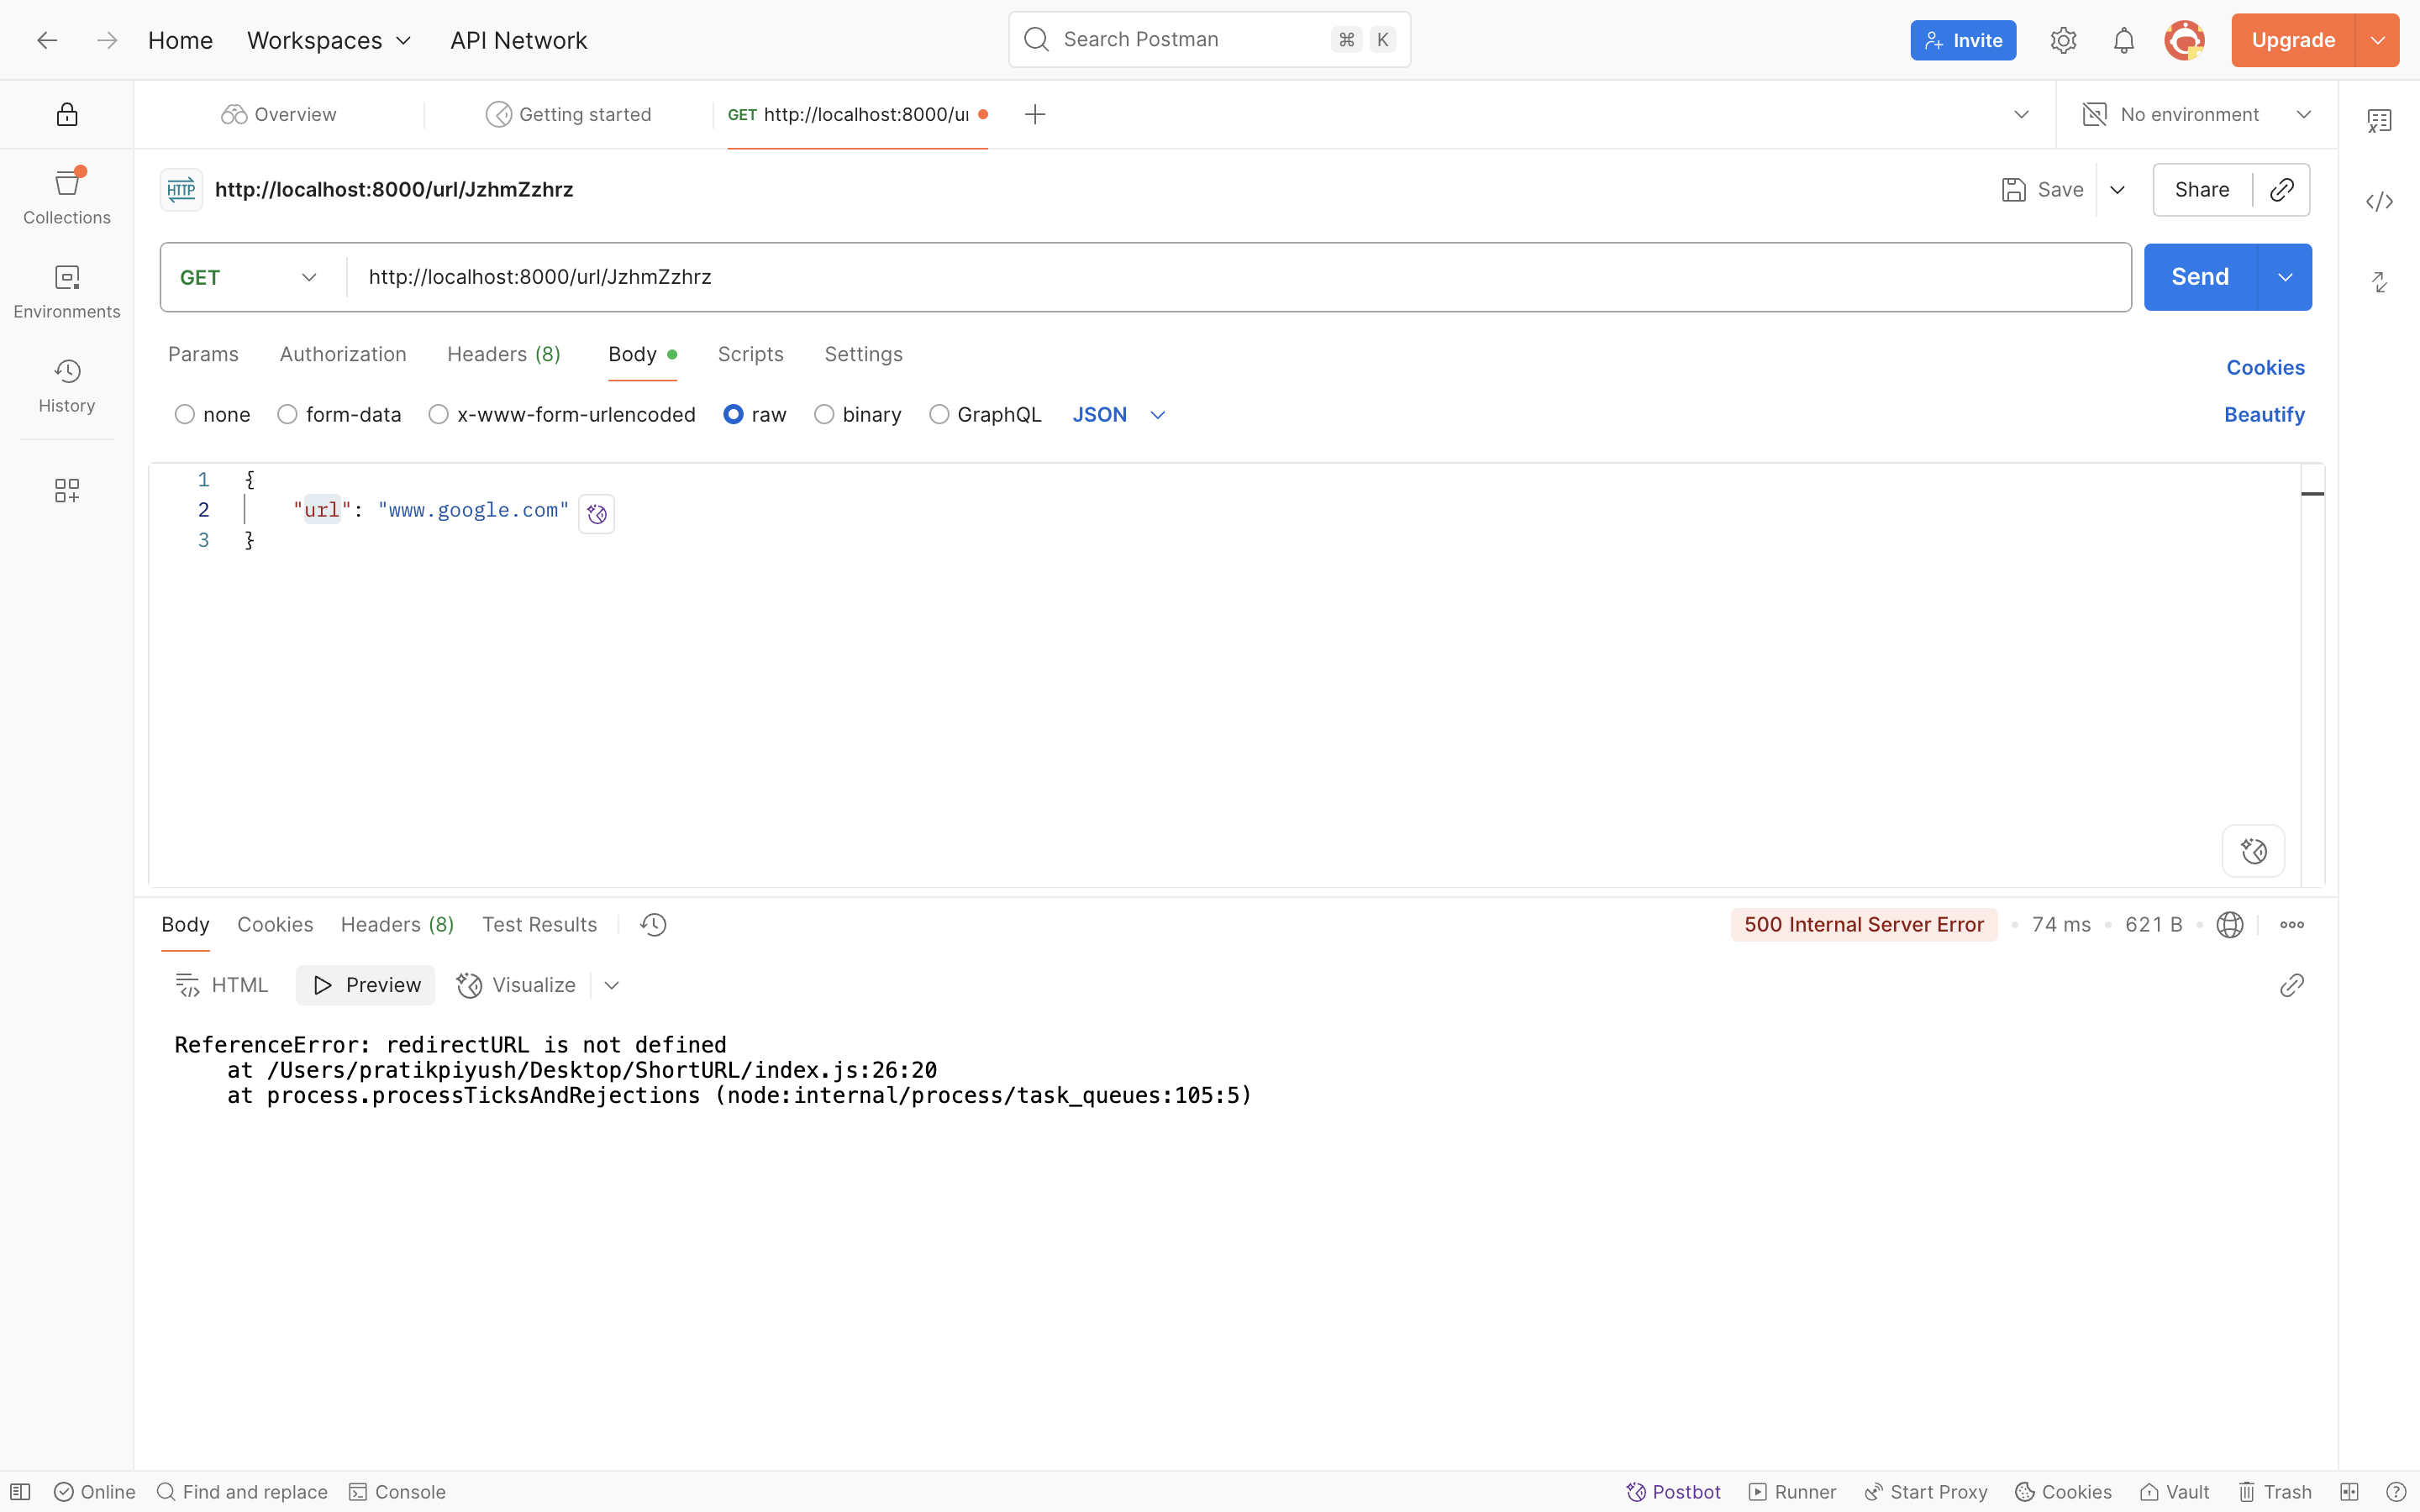 Home Workspaces API Network Search Postman ⌘ K Invite Upgrade
Overview Getting started GET http://localhost:8000/ur No environment
HTTP http://localhost:8000/url/JzhmZzhrz Save Share
GET http://localhost:8000/url/JzhmZzhrz Send
Collections
Environments
History
Params Authorization Headers (8) Body Scripts Settings Cookies
none form-data x-www-form-urlencoded raw binary GraphQL JSON Beautify
1 {
2 "url": "www.google.com"
3 }
Body Cookies Headers (8) Test Results 500 Internal Server Error 74 ms 621 B
HTML Preview Visualize
ReferenceError: redirectURL is not defined
at /Users/pratikpiyush/Desktop/ShortURL/index.js:26:20
at process.processTicksAndRejections (node:internal/process/task_queues:105:5)
Online Find and replace Console Postbot Runner Start Proxy Cookies Vault Trash